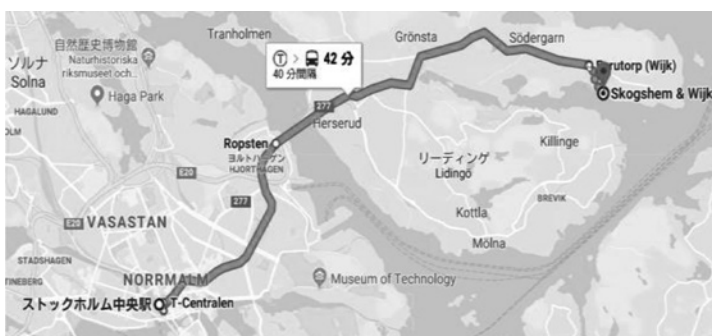 Tranholmen
Grönsta
Södergarn
自然歴史博物館
Naturhistoriska
riksmuseet och...
ソルナ
Solna
42 分
40 分間隔
Haga Park
HAGALUND
277
Herserud
Skogshem & Wijk
Ropsten
ヨルトハーゲン
HJORTHAGEN
リーディンゲ
Lidingö
Killinge
E20
277
BREVIK
Kottla
Mölna
E20
VASASTAN
STADSHAGEN
NORRMALM
Museum of Technology
ストックホルム中央駅
T-Centralen